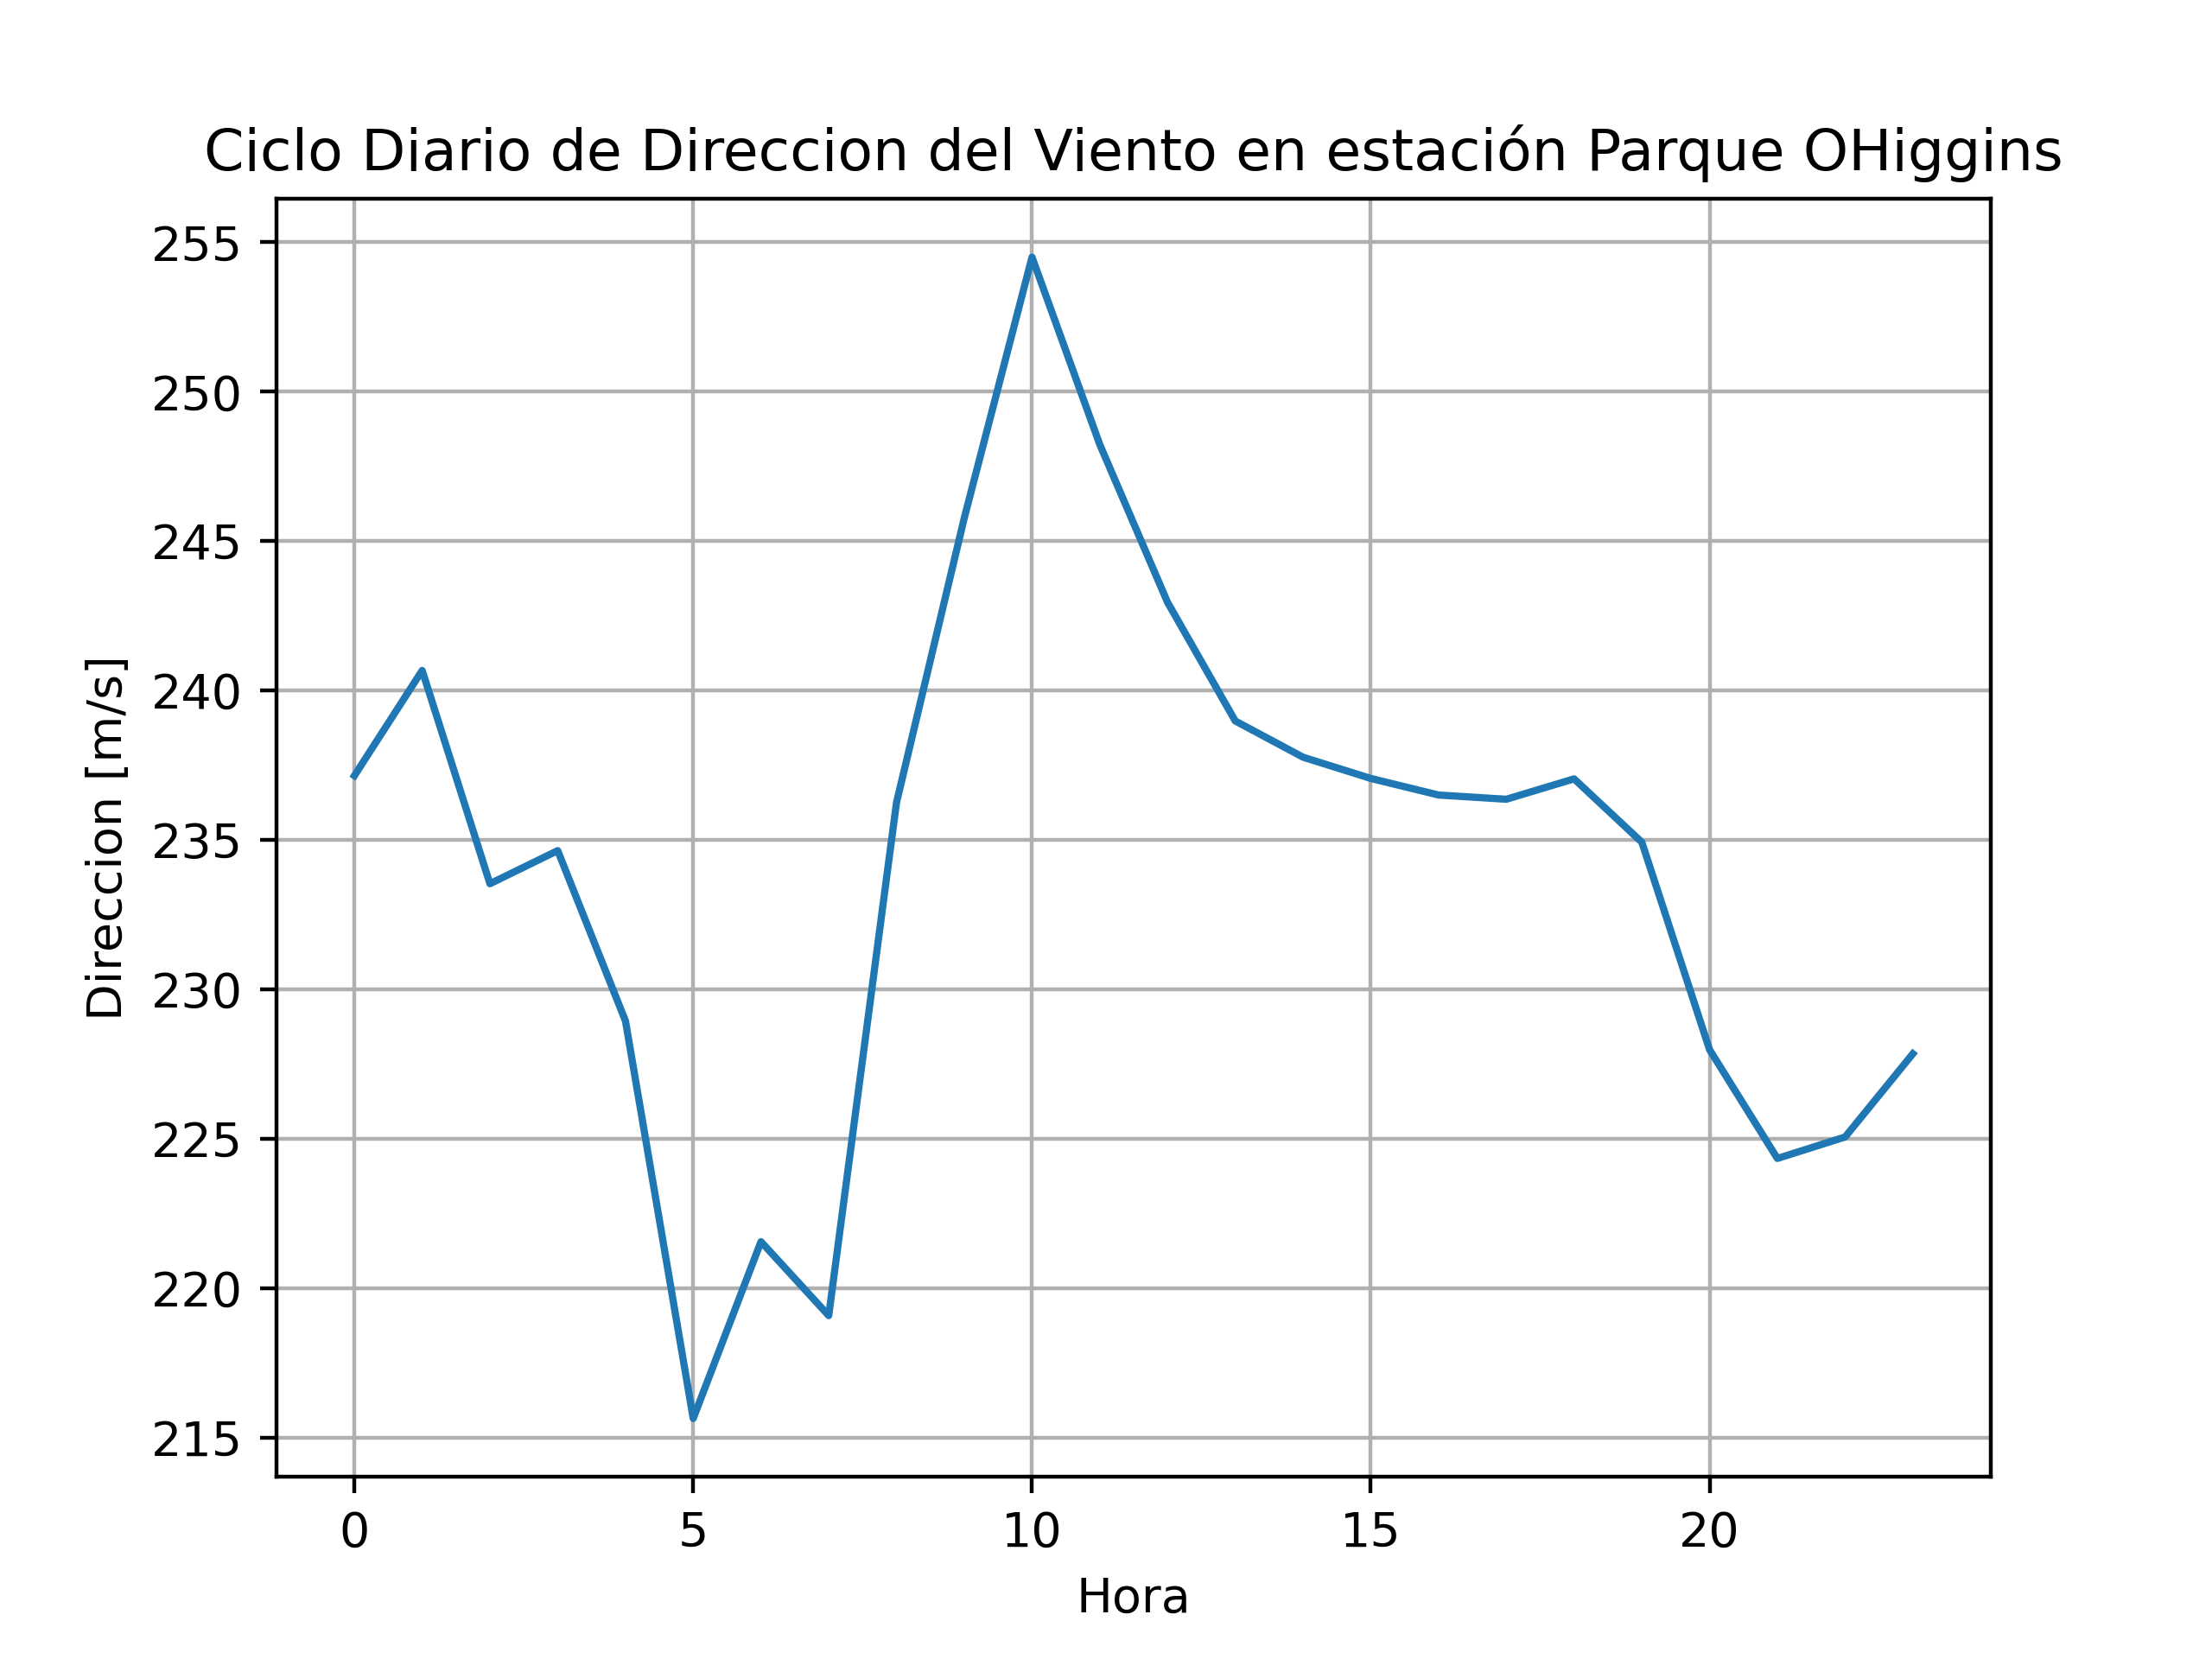 Ciclo Diario de Direccion del Viento en estación Parque OHiggins
Direccion [m/s]
255
250
245
240
235
230
225
220
215
0 5 10 15 20
Hora